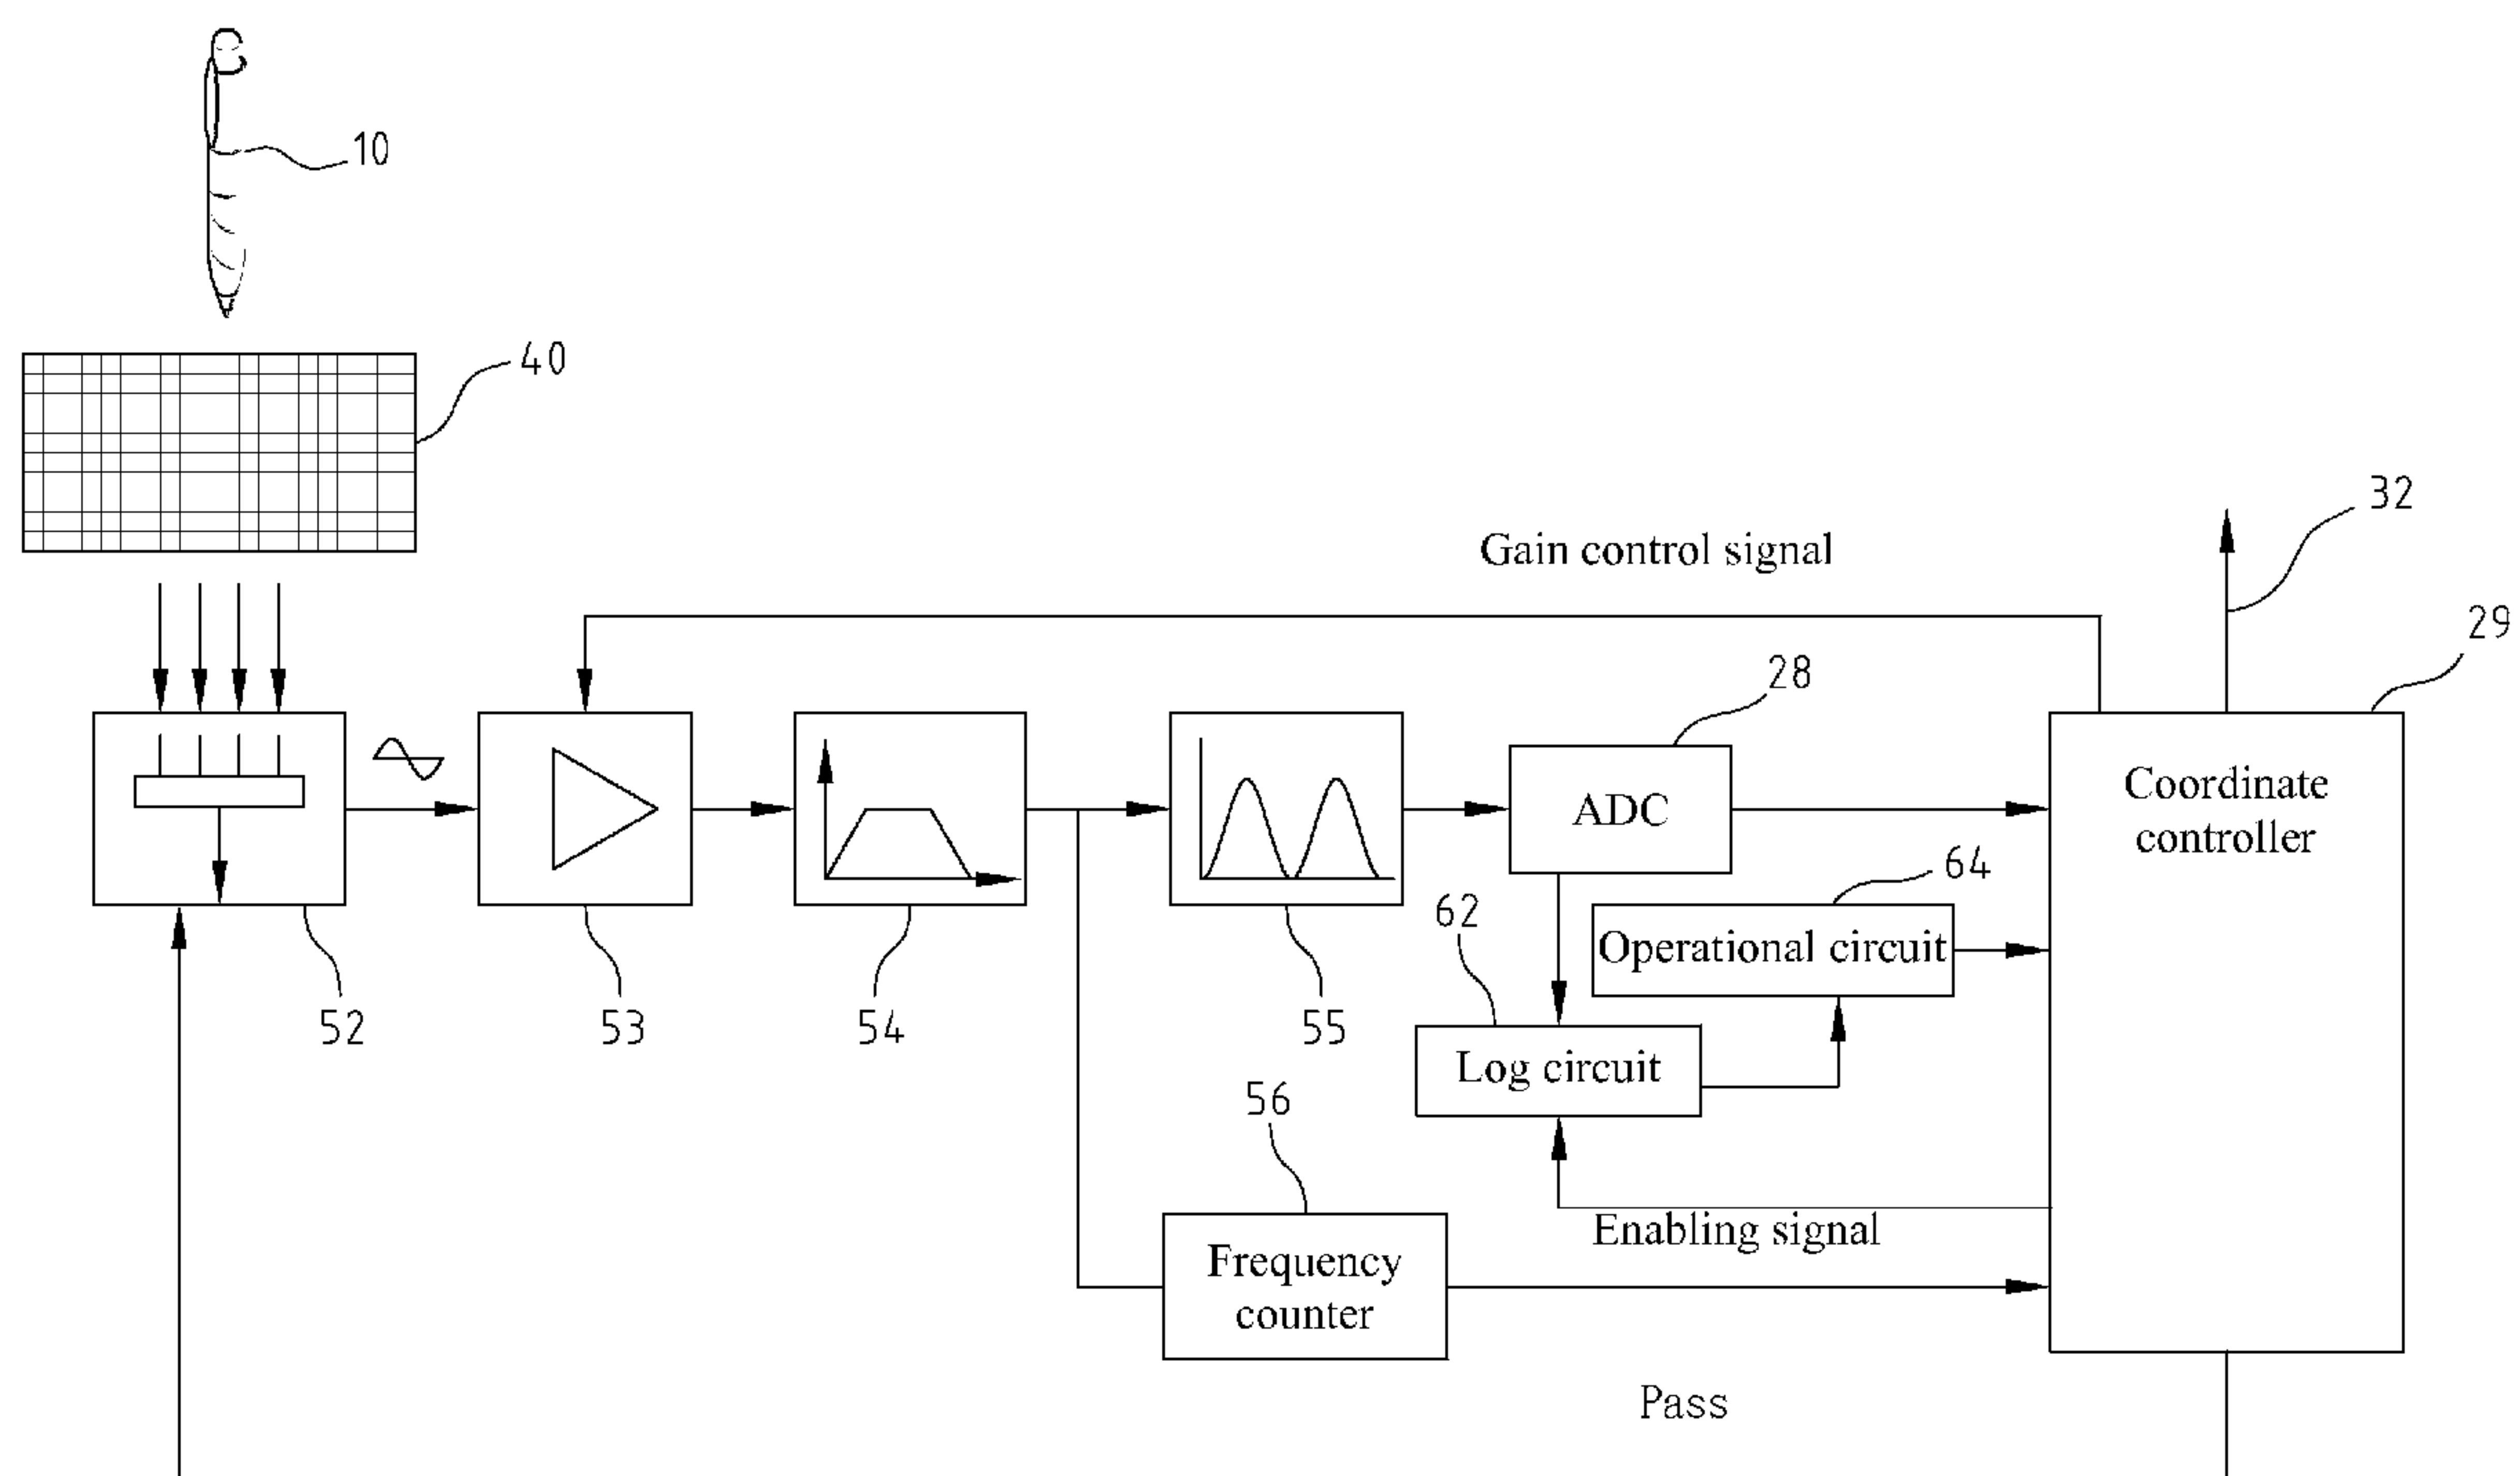 10
40
32
Gain control signal
29
28
Coordinate
controller
ADC
64
62
Operational circuit
52
53
54
55
Log circuit
56
Enabling signal
Frequency
counter
Pass